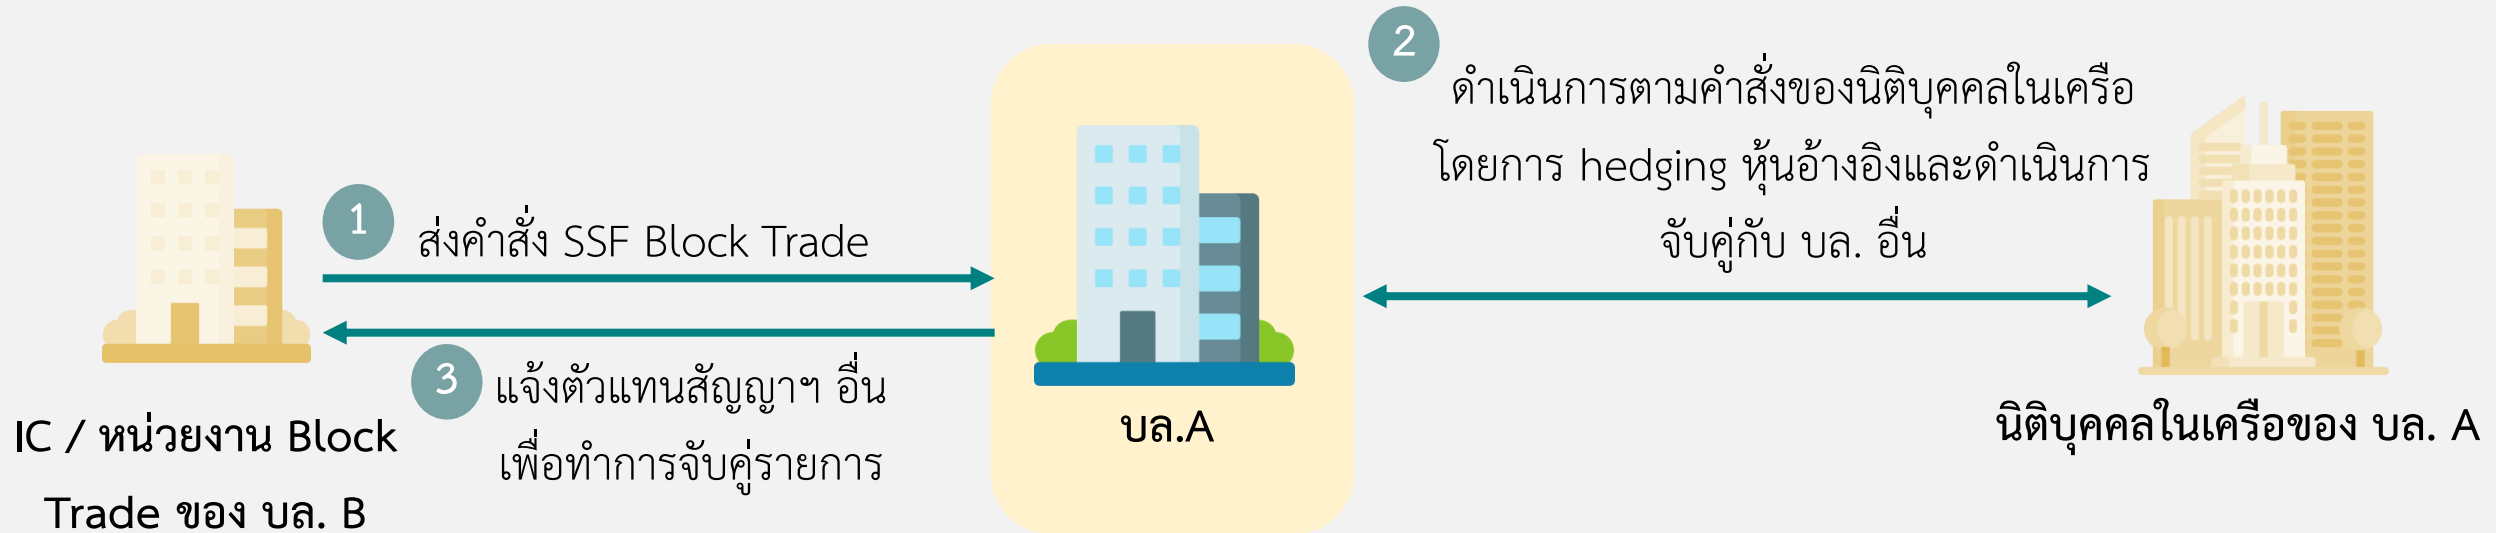 1
ส่งคำสั่ง SSF Block Trade
2
ดำเนินการตามคำสั่งของนิติบุคคลในเครือ
โดยการ hedging หุ้นอ้างอิงและดำเนินการ
จับคู่กับ บล. อื่น
3
แจ้งตัวแทนสัญญาฯ อื่น
เพื่อทำการจับคู่รายการ
IC / หน่วยงาน Block
Trade ของ บล. B
บล.A
นิติบุคคลในเครือของ บล. A